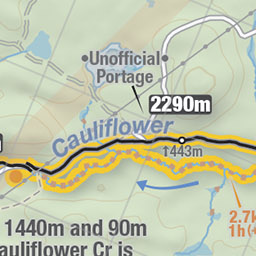 •Unofficial•
Portage
2290m
Cauliflower
↑443m
2.7k
1h(+
1440m and 90m
auliflower Cr is